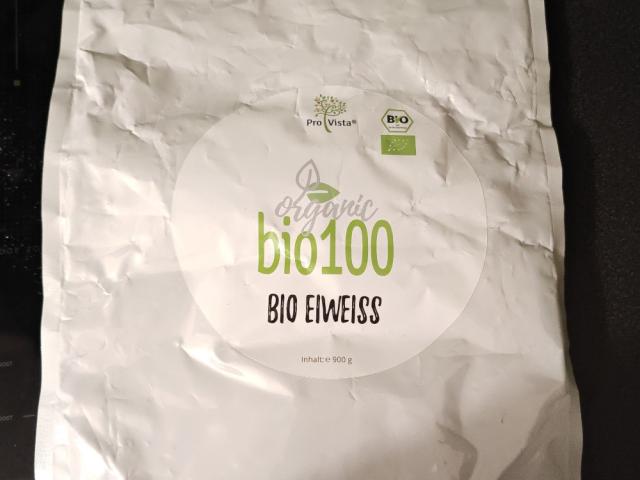 Pro Vista®
BIO
organic
bio100
BIO EIWEISS
Inhalt: ℮ 900 g